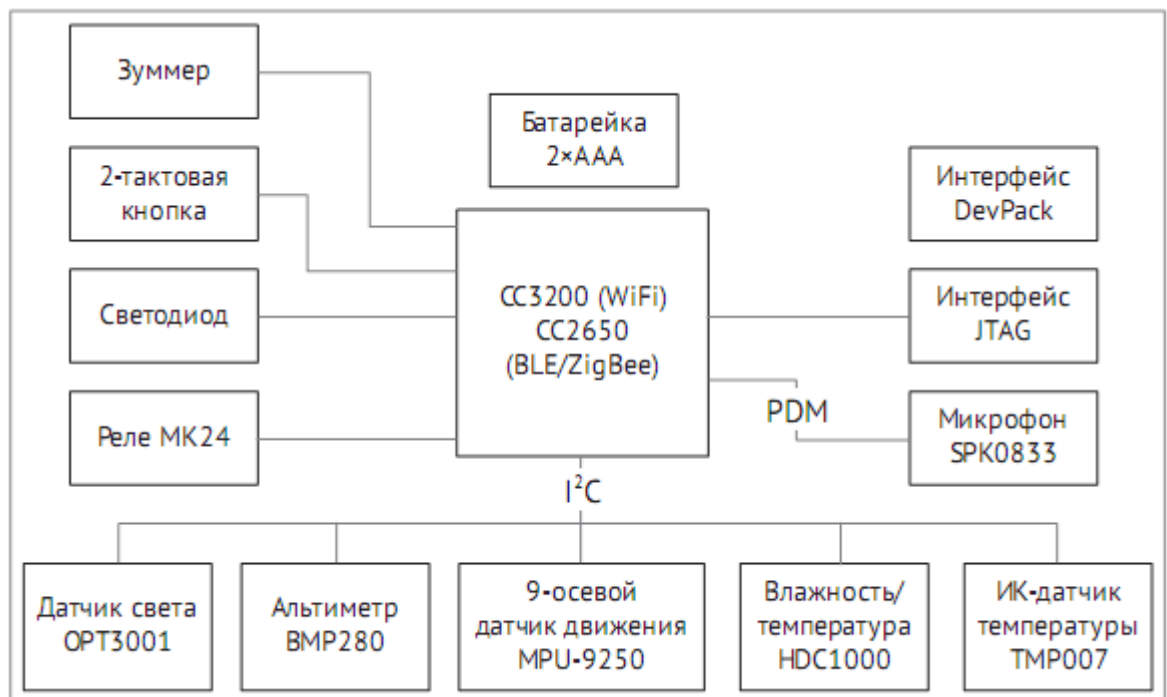 Зуммер
Батарейка
2×AAA
2-тактовая
кнопка
Интерфейс
DevPack
Светодиод
CC3200 (WiFi)
CC2650
(BLE/ZigBee)
Интерфейс
JTAG
Реле МК24
PDM
Микрофон
SPK0833
I²C
Датчик света
OPT3001
Альтиметр
BMP280
9-осевой
датчик движения
MPU-9250
Влажность/
температура
HDC1000
ИК-датчик
температуры
TMP007